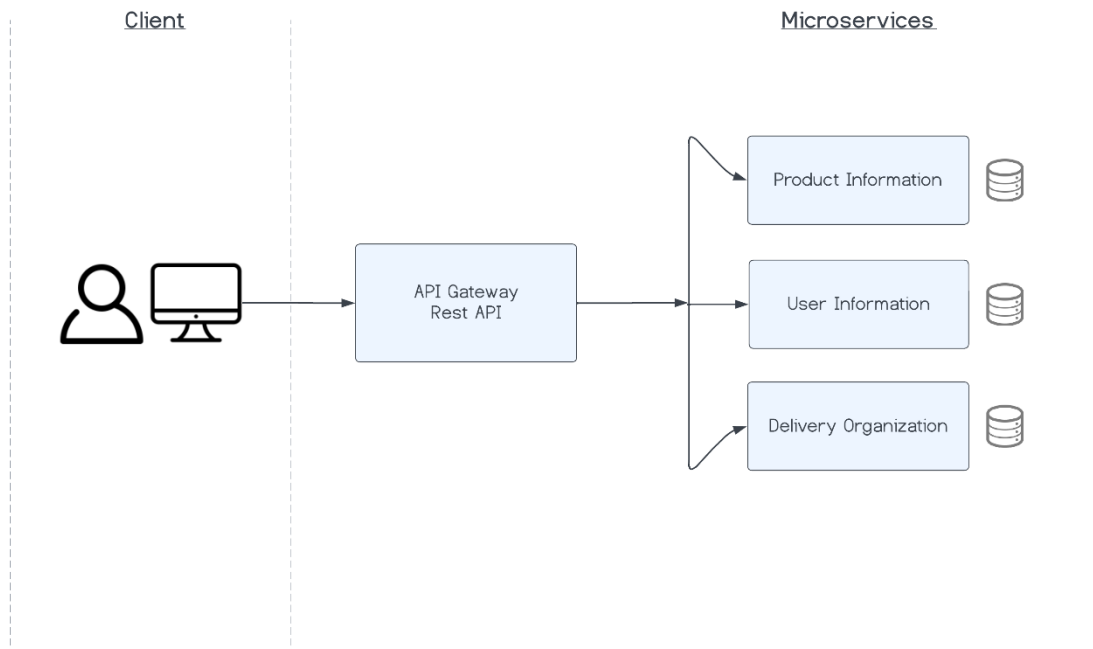 Client
Microservices
Product Information
API Gateway
Rest API
User Information
Delivery Organization